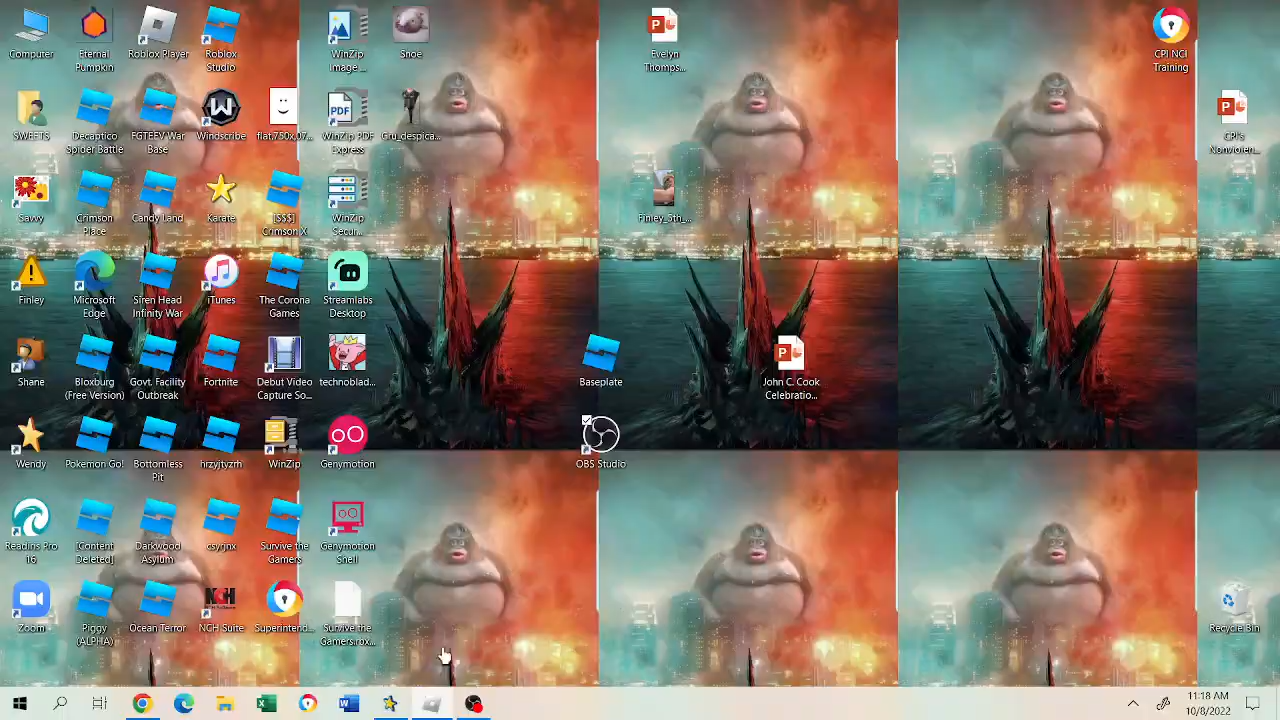 Computer
Eternal
Pumpkin
Roblox Player
Roblox
Studio
WinZip
Image ...
Snoe
Evelyn
Thomps...
CPI NCI
Training
SWEETS
Decaptico
Spider Battle
FGTEEV War
Base
Windscribe
flat,750x,07...
PDF
WinZip PDF
Express
Gru_despica...
CPI's
Nonviolen...
Savvy
Crimson
Place
Candy Land
Karate
[$$$]
Crimson X
WinZip
Secur...
Finley_5th_...
Finley
Microsoft
Edge
Siren Head
Infinity War
iTunes
The Corona
Games
Streamlabs
Desktop
Shane
Bloxburg
(Free Version)
Govt. Facility
Outbreak
Fortnite
Debut Video
Capture So...
technoblad...
Baseplate
John C. Cook
Celebratio...
Wendy
Pokemon Go!
Bottomless
Pit
hrzyjtyzrh
WinZip
Genymotion
OBS Studio
Readiris Pro
16
[Content
Deleted]
Darkwood
Asylum
csyrjnx
Survive the
Gamers
Genymotion
Shell
Zoom
Piggy
(ALPHA)
Ocean Terror
NCH Suite
Superintend...
Survive the
Gamers.rbx...
Recycle Bin
11:18 AM
10/8/2022